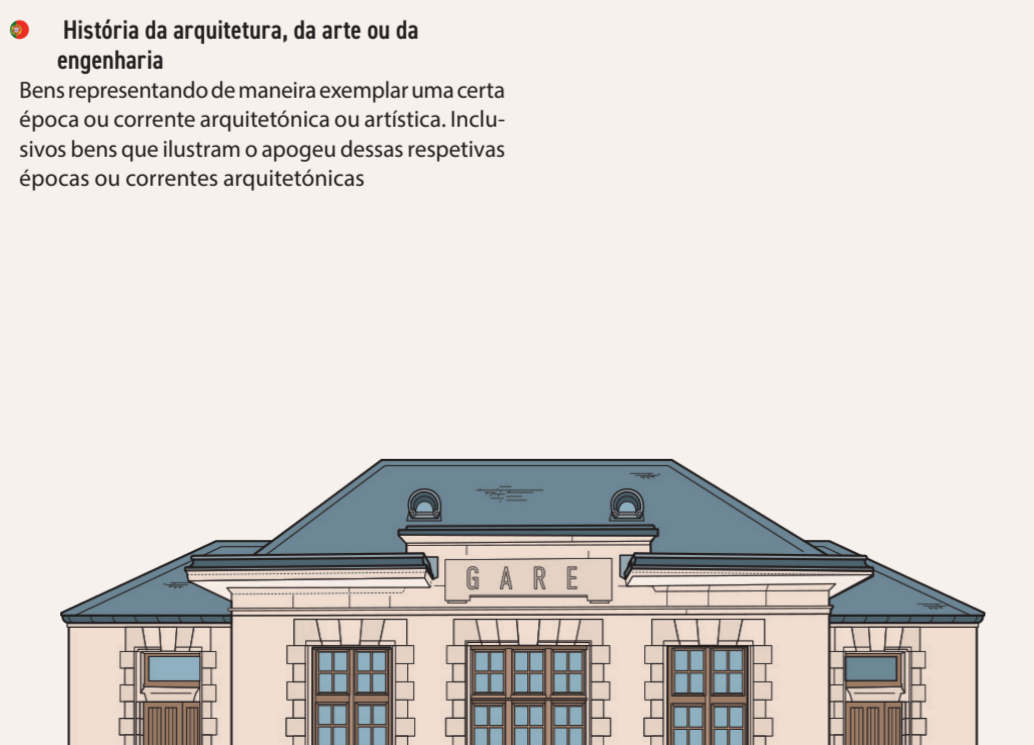 História da arquitetura, da arte ou da
engenharia
Bens representando de maneira exemplar uma certa
época ou corrente arquitetónica ou artística. Inclu-
sivos bens que ilustram o apogeu dessas respetivas
épocas ou correntes arquitetónicas
GARE